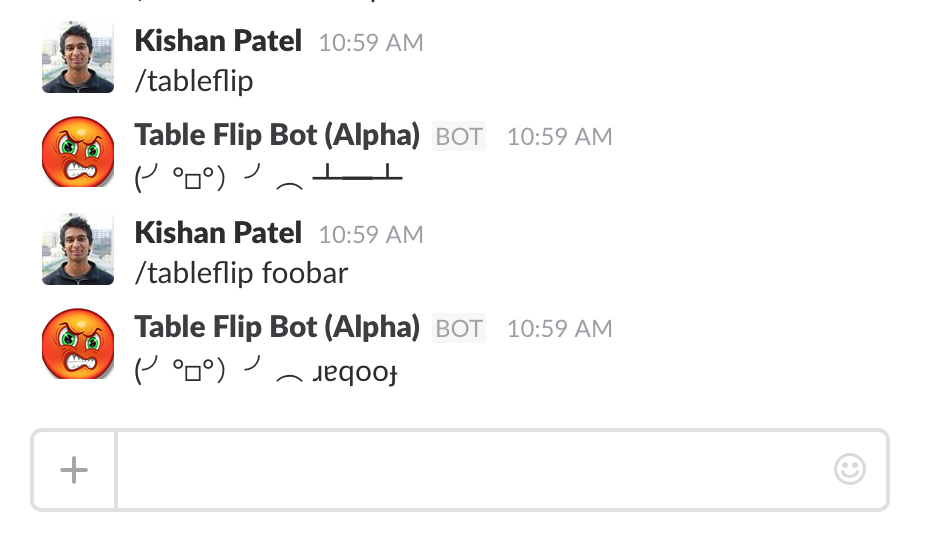 Kishan Patel 10:59 AM
/tableflip
Table Flip Bot (Alpha) BOT 10:59 AM
(╯°□°）╯︵ ┻━┻
Kishan Patel 10:59 AM
/tableflip foobar
Table Flip Bot (Alpha) BOT 10:59 AM
(╯°□°）╯︵ ɹɐqooɟ